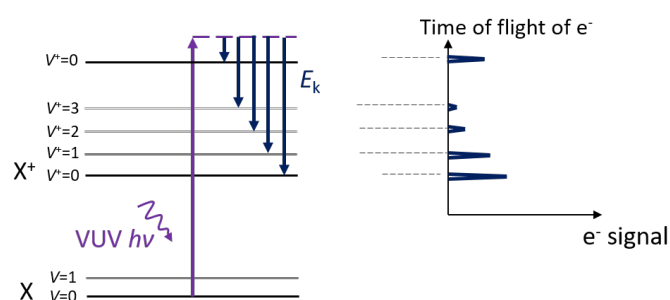 Time of flight of e-
V⁺=0
Eₖ
V⁺=3
V⁺=2
V⁺=1
X⁺ V⁺=0
VUV hν
e⁻ signal
V=1
X V=0